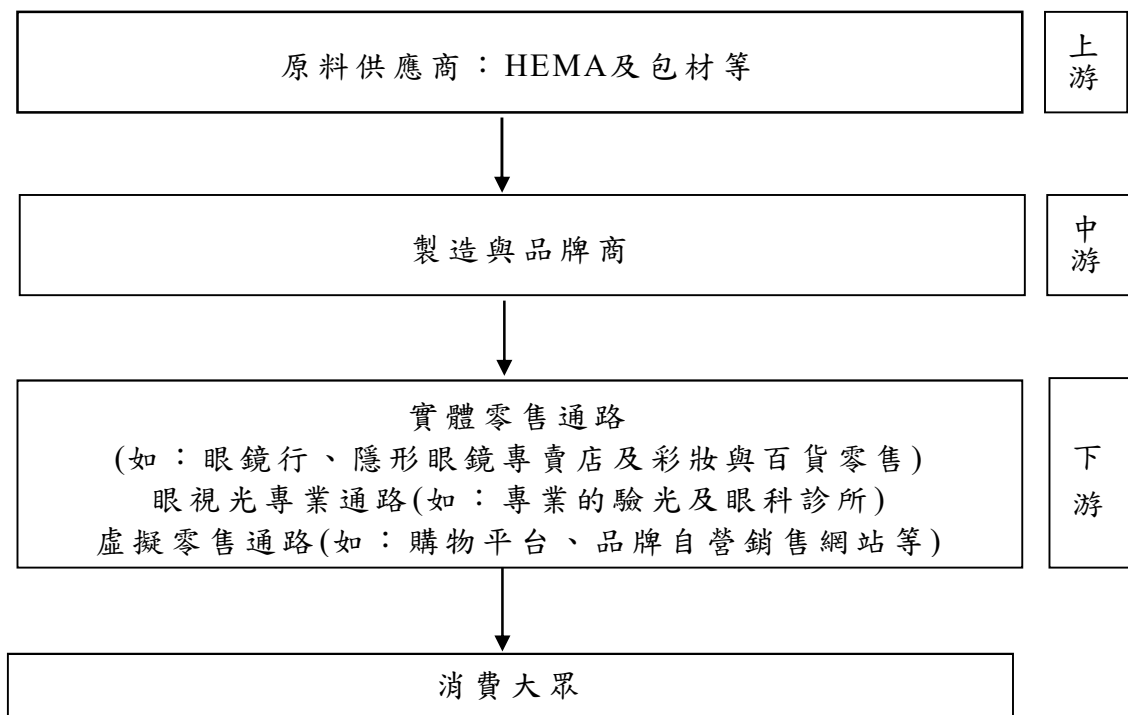 原料供應商：HEMA及包材等
上游
製造與品牌商
中游
實體零售通路
(如：眼鏡行、隱形眼鏡專賣店及彩妝與百貨零售)
眼視光專業通路(如：專業的驗光及眼科診所)
虛擬零售通路(如：購物平台、品牌自營銷售網站等)
下游
消費大眾